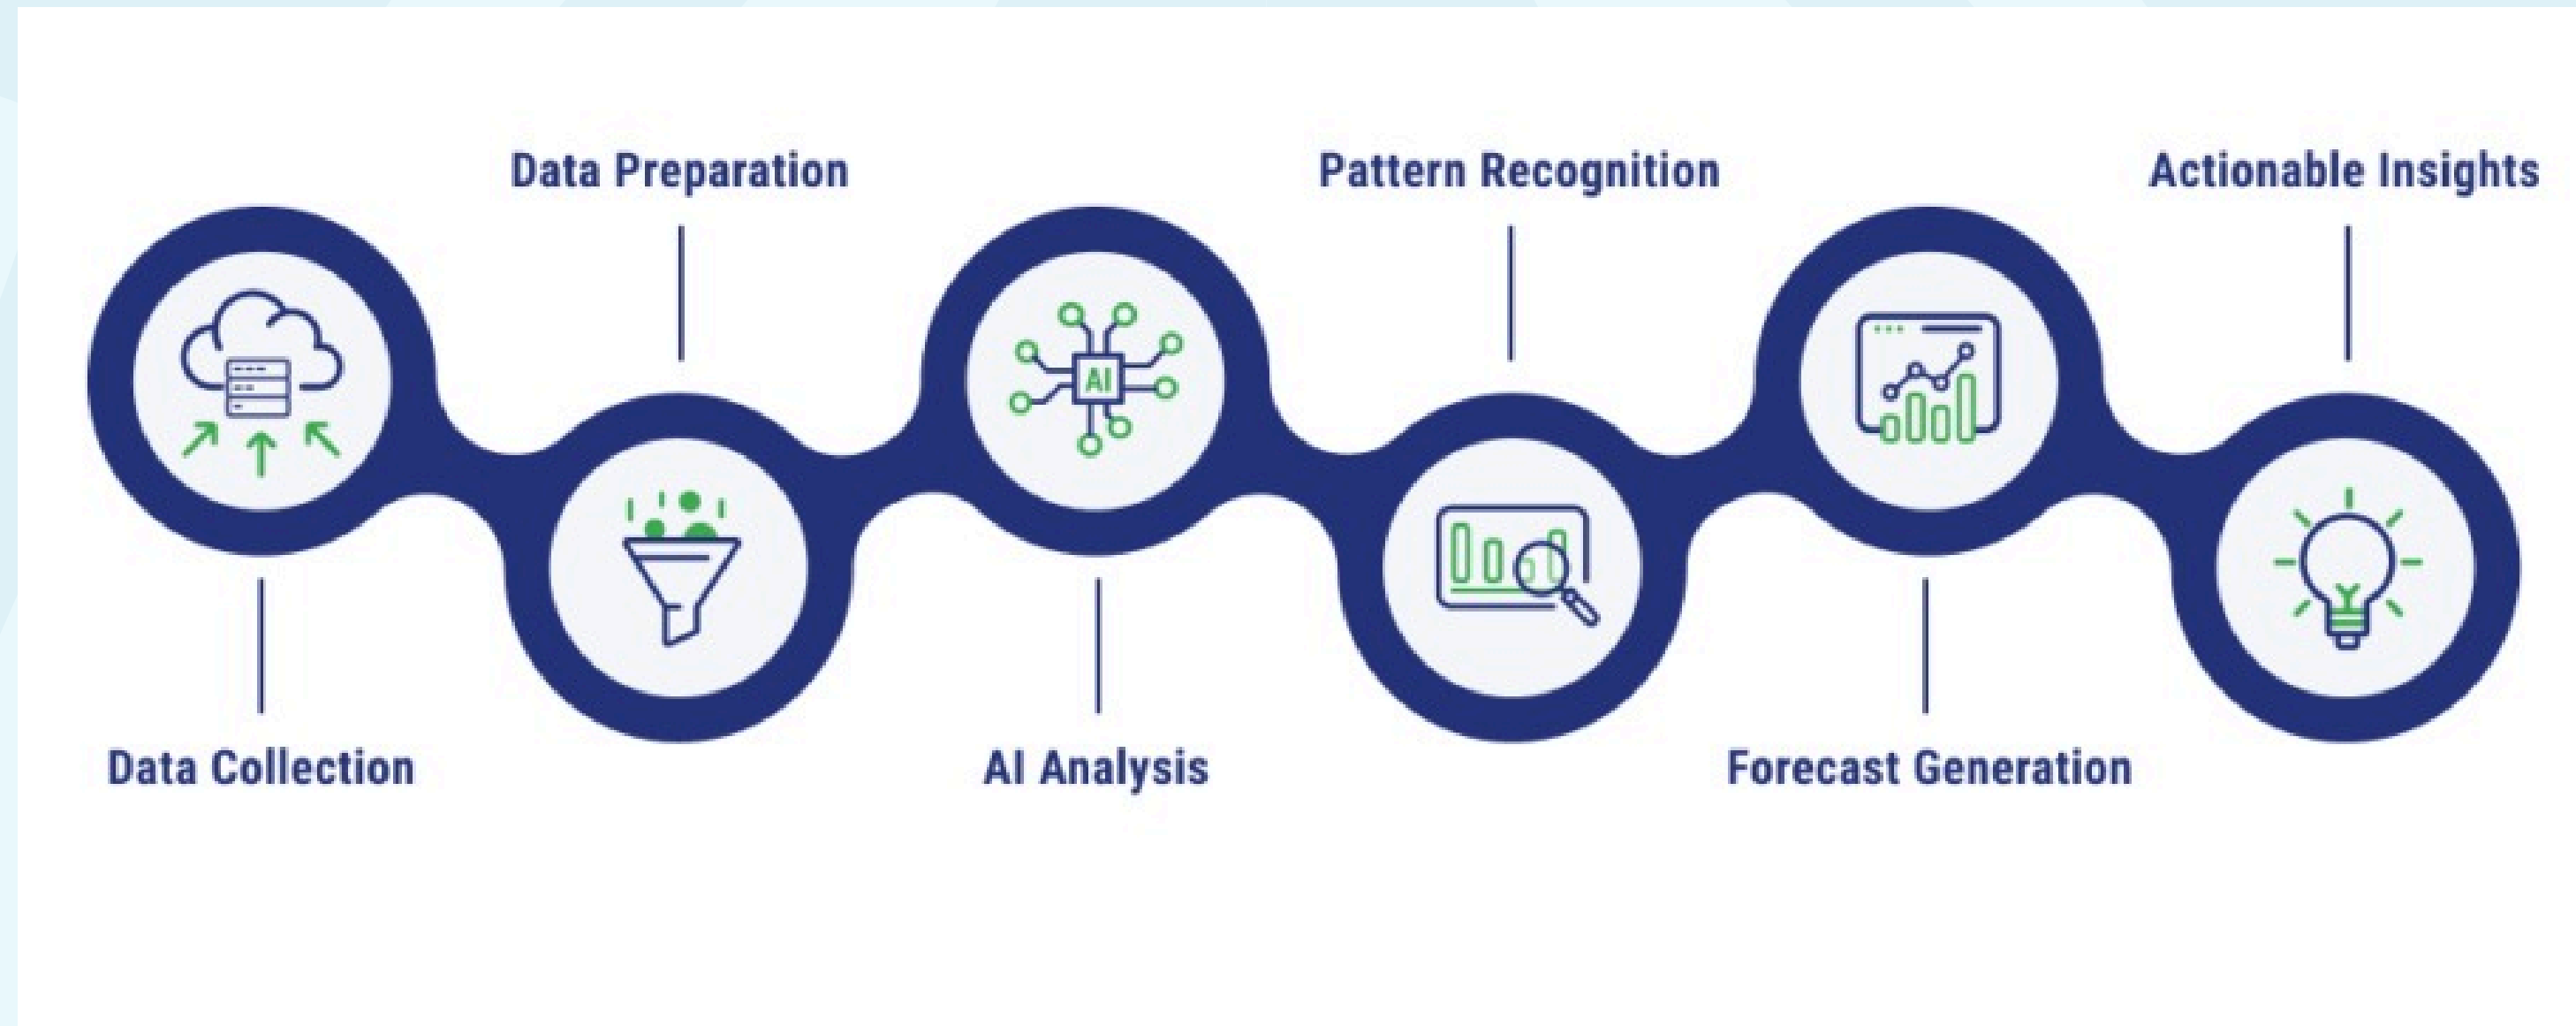 Data Collection
Data Preparation
AI
AI Analysis
Pattern Recognition
Forecast Generation
Actionable Insights